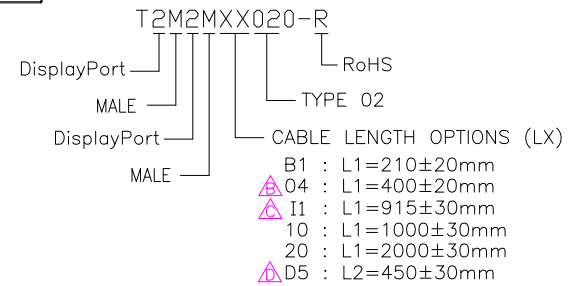 T2M2MXX020-R
DisplayPort
RoHS
MALE
TYPE 02
DisplayPort
CABLE LENGTH OPTIONS (LX)
MALE
B1 : L1=210±20mm
B 04 : L1=400±20mm
C I1 : L1=915±30mm
10 : L1=1000±30mm
20 : L1=2000±30mm
D D5 : L2=450±30mm